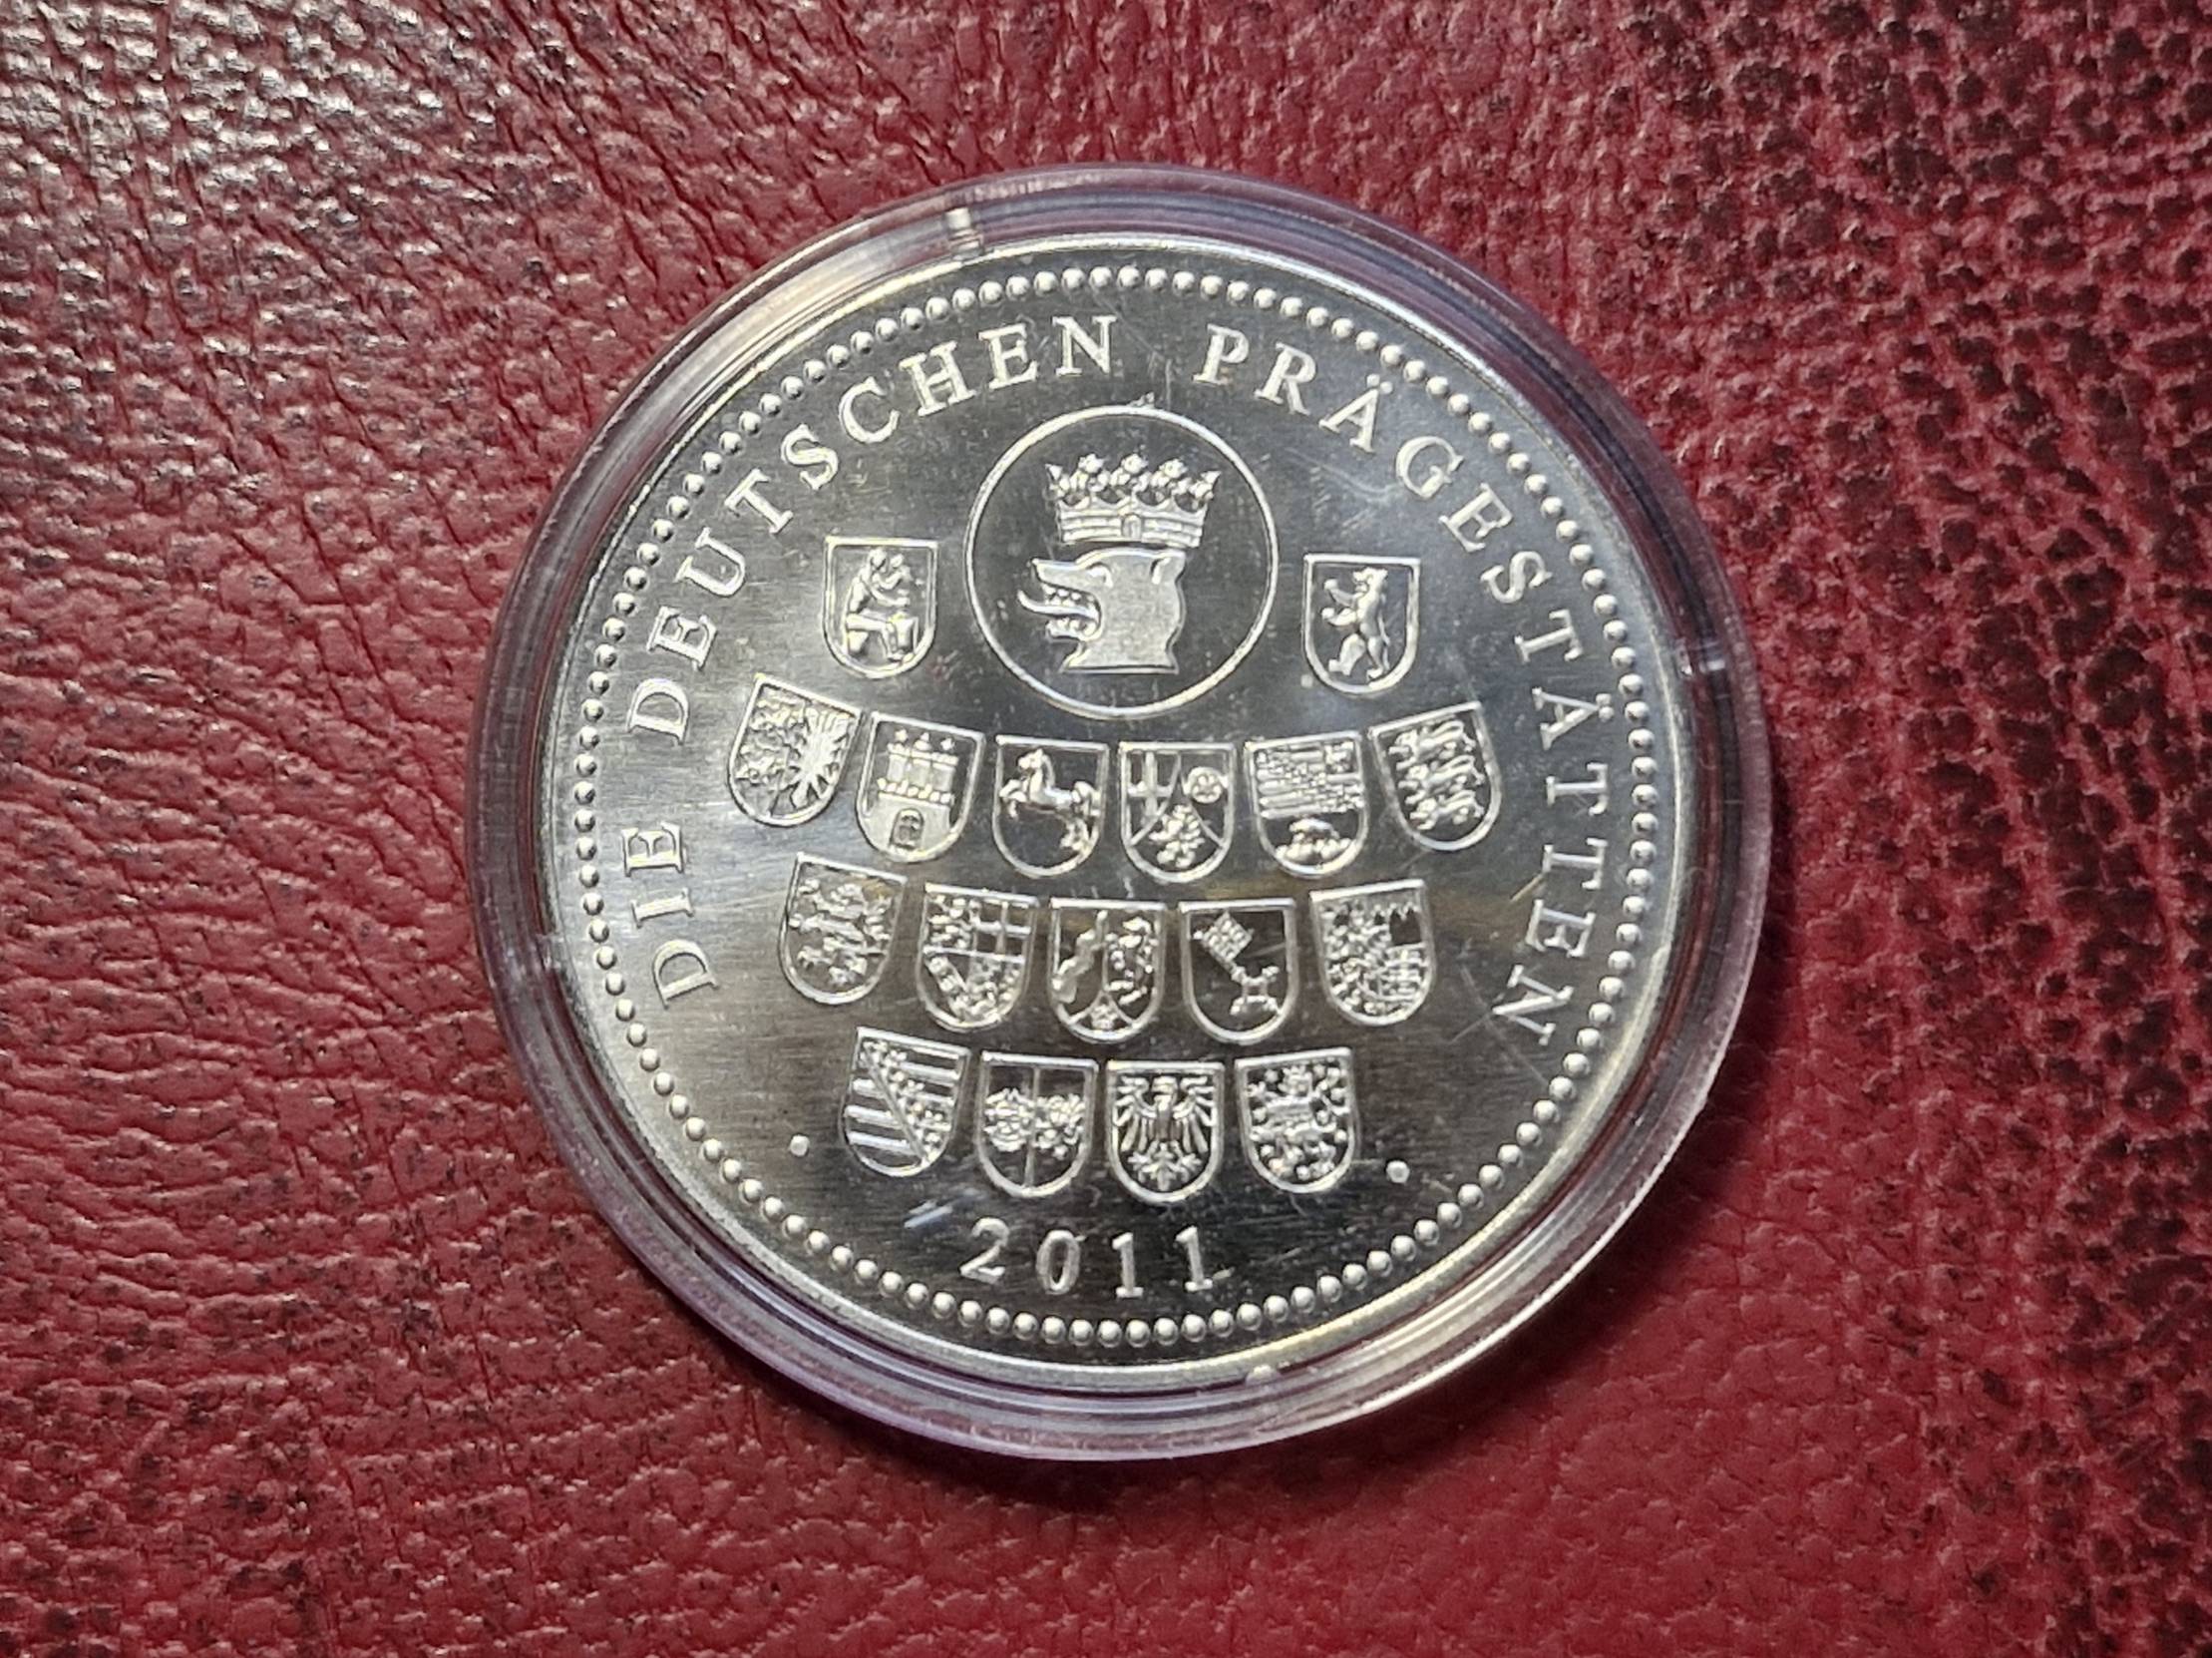 DIE DEUTSCHEN PRÄGESTÄTTEN
2011